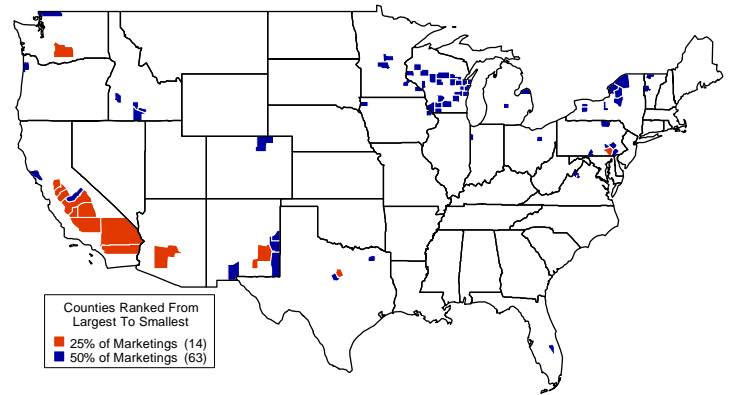 Counties Ranked From
Largest To Smallest
25% of Marketings (14)
50% of Marketings (63)